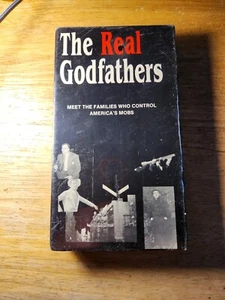 The Real
Godfathers
MEET THE FAMILIES WHO CONTROL
AMERICA'S MOBS